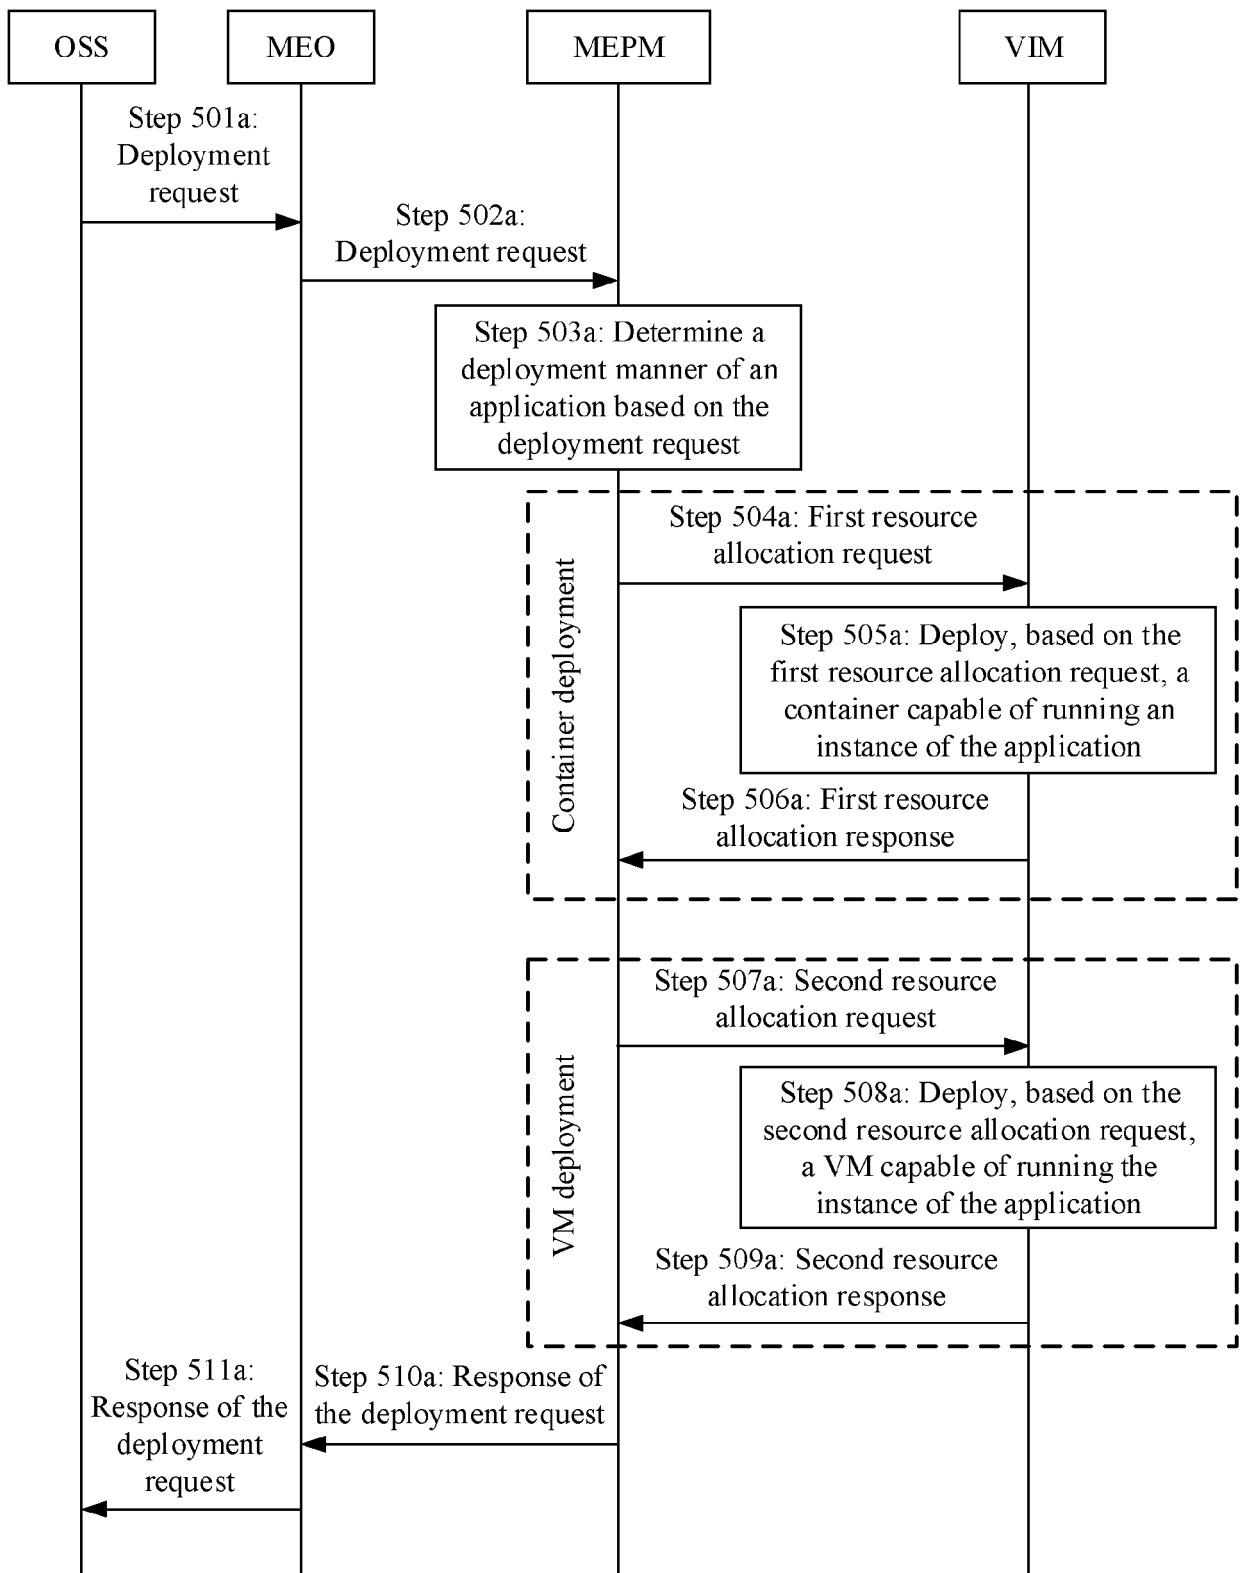 OSS
MEO
MEPM
VIM
Step 501a:
Deployment
request
Step 502a:
Deployment request
Step 503a: Determine a
deployment manner of an
application based on the
deployment request
Container deployment
Step 504a: First resource
allocation request
Step 505a: Deploy, based on the
first resource allocation request, a
container capable of running an
instance of the application
Step 506a: First resource
allocation response
VM deployment
Step 507a: Second resource
allocation request
Step 508a: Deploy, based on the
second resource allocation request,
a VM capable of running the
instance of the application
Step 509a: Second resource
allocation response
Step 510a: Response of
the deployment request
Step 511a:
Response of the
deployment
request